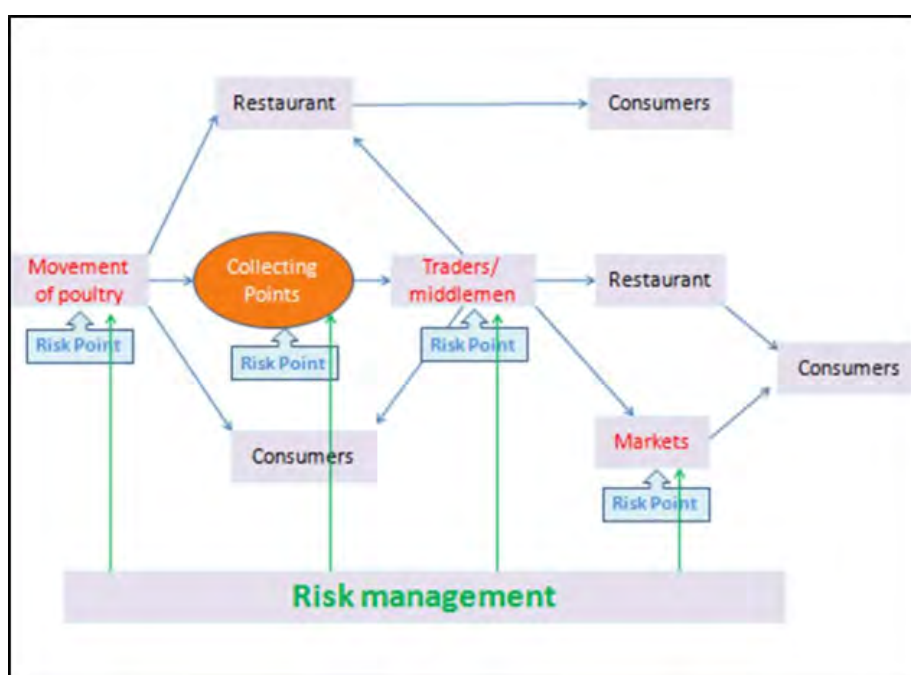 Restaurant
Consumers
Movement
of poultry
Collecting
Points
Traders/
middlemen
Restaurant
Risk Point
Risk Point
Risk Point
Consumers
Consumers
Markets
Risk Point
Risk management